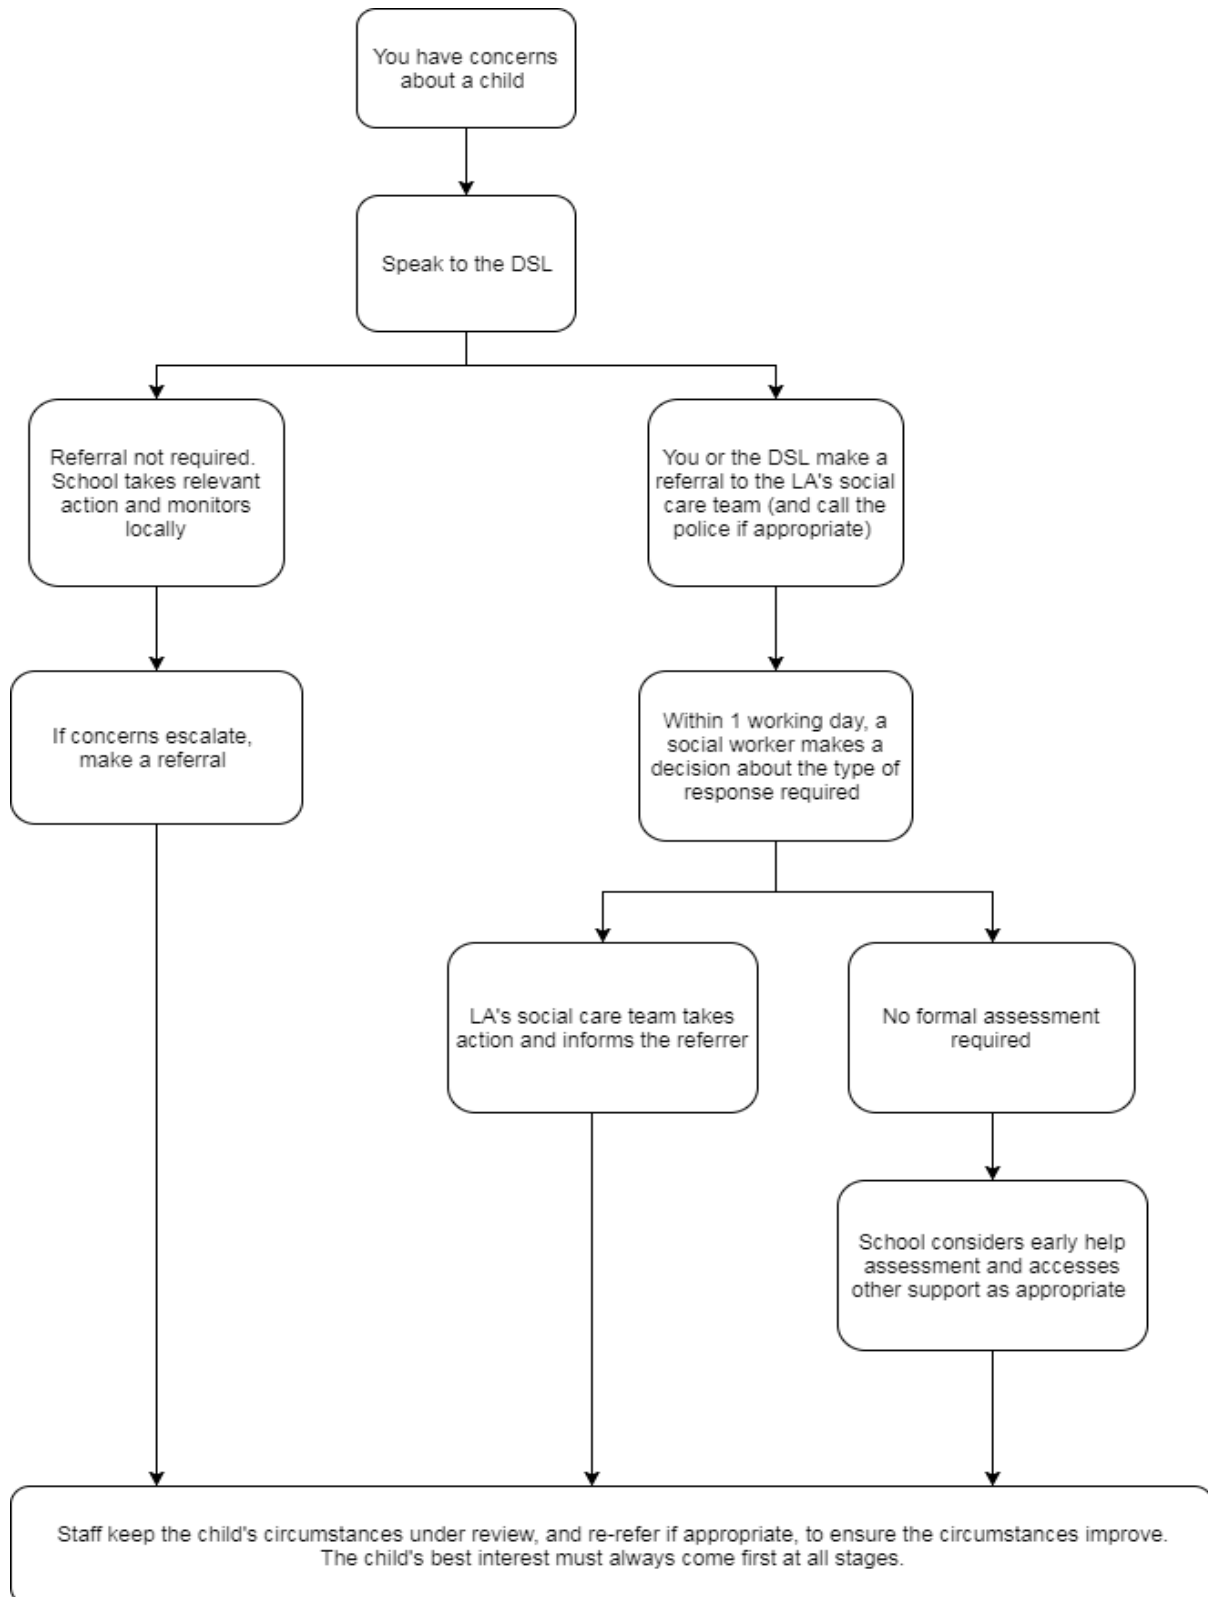 You have concerns
about a child
Speak to the DSL
Referral not required.
School takes relevant
action and monitors
locally
You or the DSL make a
referral to the LA's social
care team (and call the
police if appropriate)
If concerns escalate,
make a referral
Within 1 working day, a
social worker makes a
decision about the type of
response required
LA's social care team takes
action and informs the referrer
No formal assessment
required
School considers early help
assessment and accesses
other support as appropriate
Staff keep the child's circumstances under review, and re-refer if appropriate, to ensure the circumstances improve.
The child's best interest must always come first at all stages.